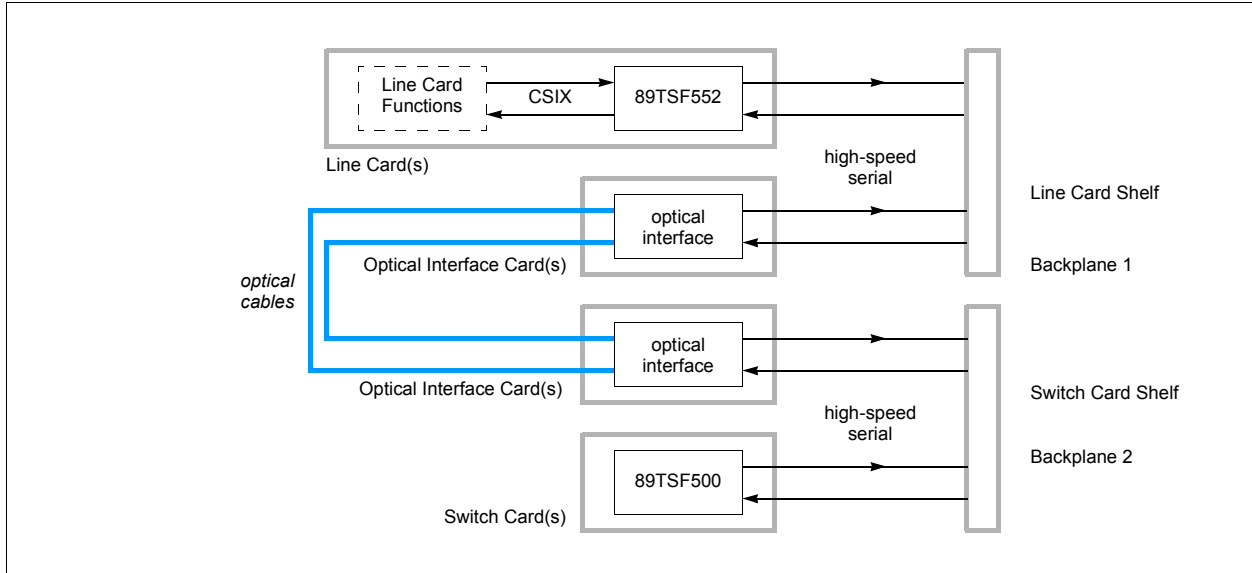 Line Card
Functions
CSIX
89TSF552
Line Card(s)
high-speed
serial
Line Card Shelf
optical
interface
Optical Interface Card(s)
Backplane 1
optical
cables
optical
interface
Optical Interface Card(s)
Switch Card Shelf
high-speed
serial
Backplane 2
89TSF500
Switch Card(s)